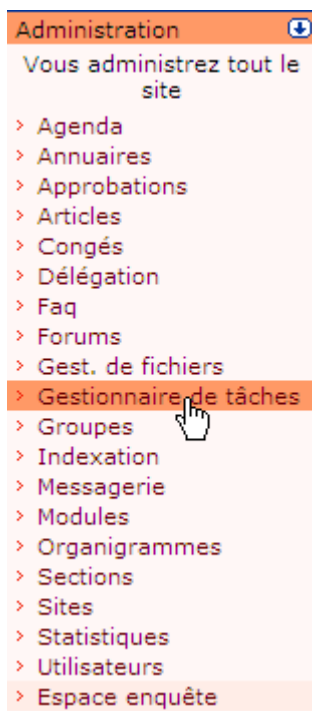 Administration
Vous administrez tout le
site
Agenda
Annuaires
Approbations
Articles
Congés
Délégation
Faq
Forums
Gest. de fichiers
Gestionnaire de tâches
Groupes
Indexation
Messagerie
Modules
Organigrammes
Sections
Sites
Statistiques
Utilisateurs
Espace enquête